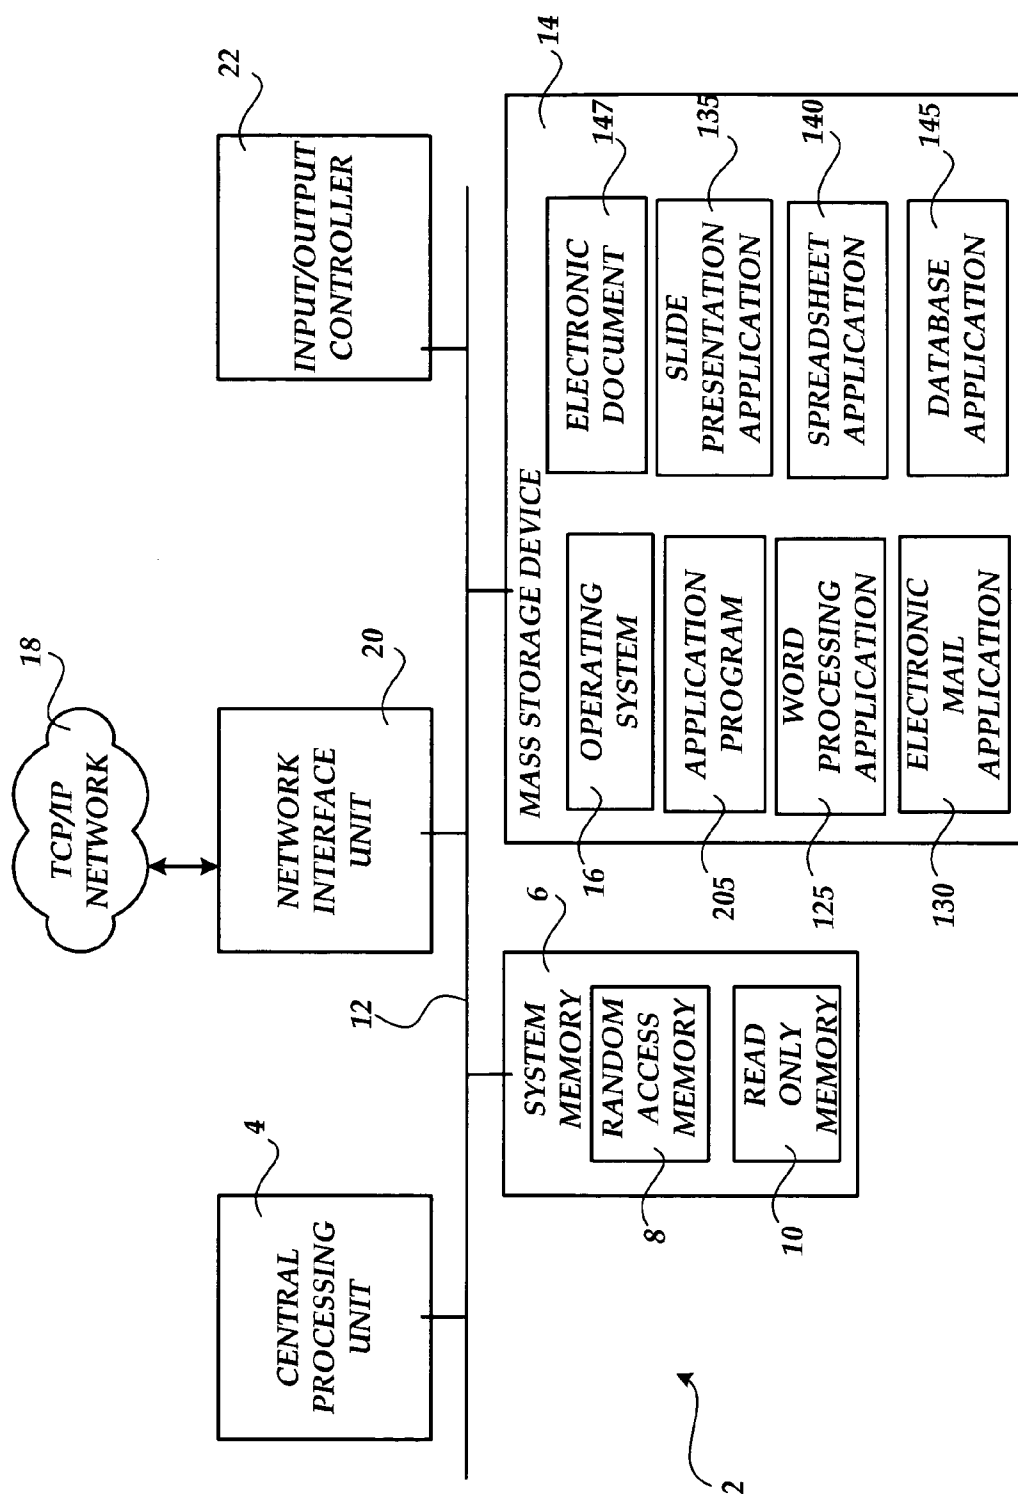 18
TCP/IP
NETWORK
4
CENTRAL
PROCESSING
UNIT
20
NETWORK
INTERFACE
UNIT
22
INPUT/OUTPUT
CONTROLLER
12
6
SYSTEM
MEMORY
RANDOM
ACCESS
MEMORY
8
READ
ONLY
MEMORY
10
14
MASS STORAGE DEVICE
OPERATING
SYSTEM
16
APPLICATION
PROGRAM
205
WORD
PROCESSING
APPLICATION
125
ELECTRONIC
MAIL
APPLICATION
130
ELECTRONIC
DOCUMENT
147
SLIDE
PRESENTATION
APPLICATION
135
SPREADSHEET
APPLICATION
140
DATABASE
APPLICATION
145
2